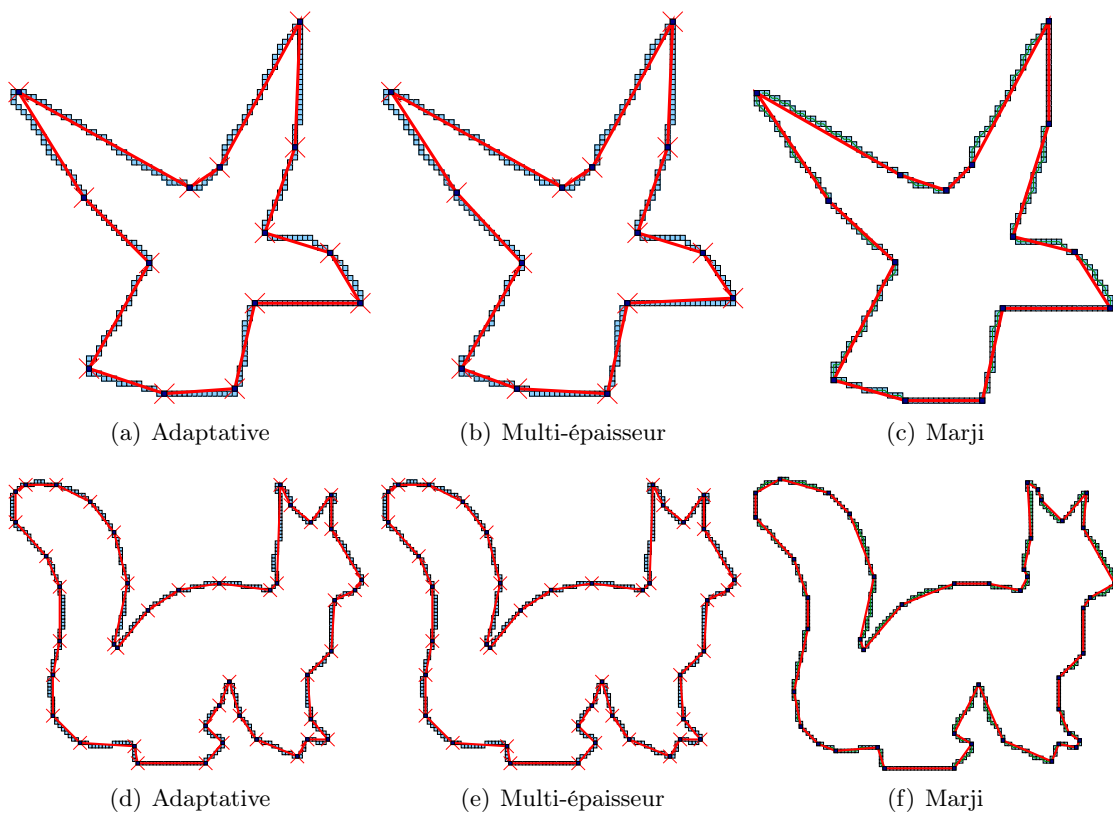 (a) Adaptative
(b) Multi-épaisseur
(c) Marji
(d) Adaptative
(e) Multi-épaisseur
(f) Marji